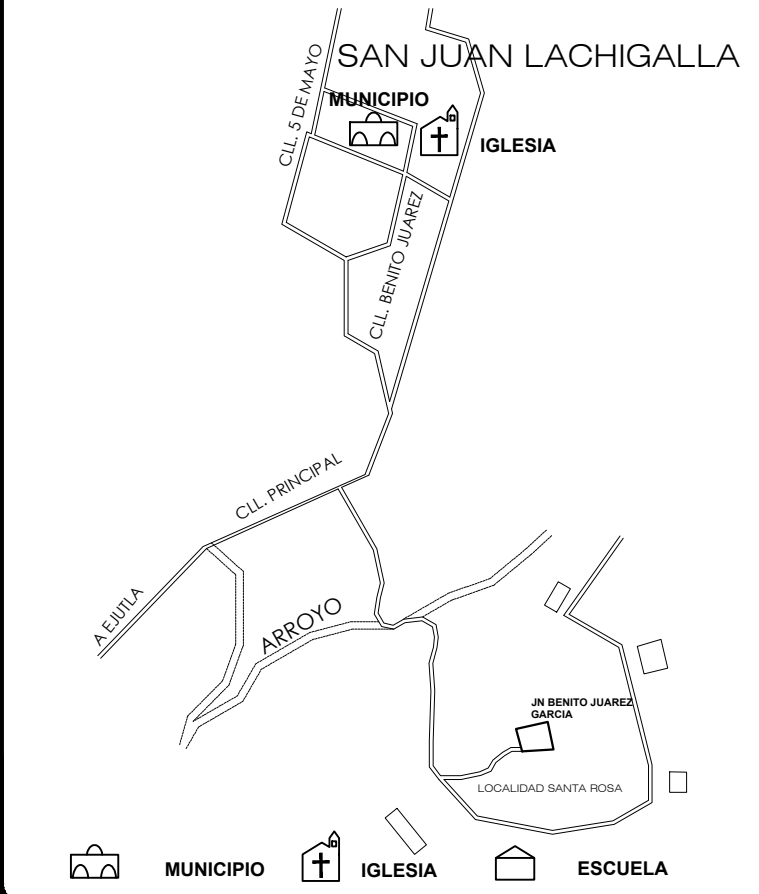 SAN JUAN LACHIGALLA
CLL. 5 DE MAYO
MUNICIPIO
IGLESIA
CLL. BENITO JUAREZ
CLL. PRINCIPAL
A EJUTLA
ARROYO
JN BENITO JUAREZ
GARCIA
LOCALIDAD SANTA ROSA
MUNICIPIO
IGLESIA
ESCUELA